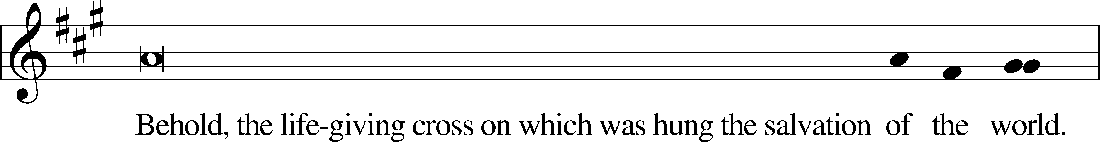 Behold, the life-giving cross on which was hung the salvation of the world.